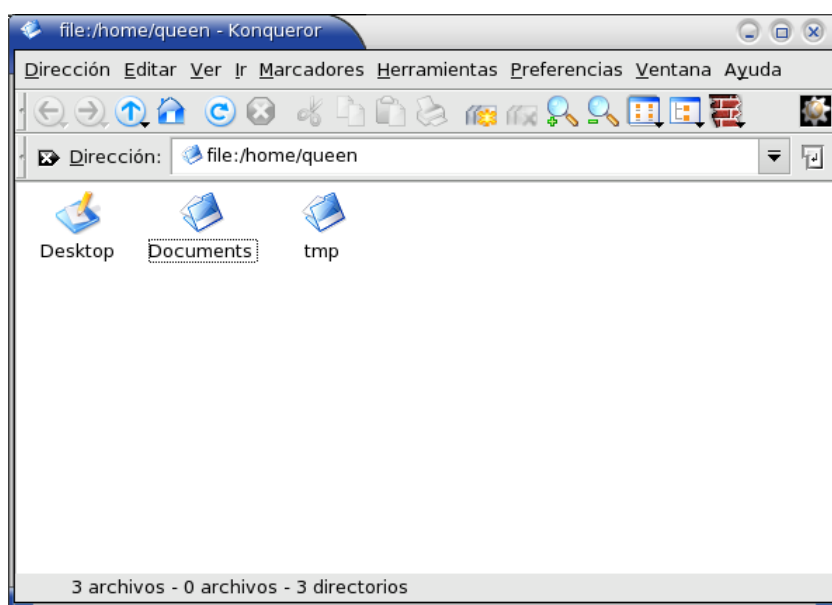 file:/home/queen - Konqueror
Dirección Editar Ver Ir Marcadores Herramientas Preferencias Ventana Ayuda
Dirección: file:/home/queen
Desktop Documents tmp
3 archivos - 0 archivos - 3 directorios